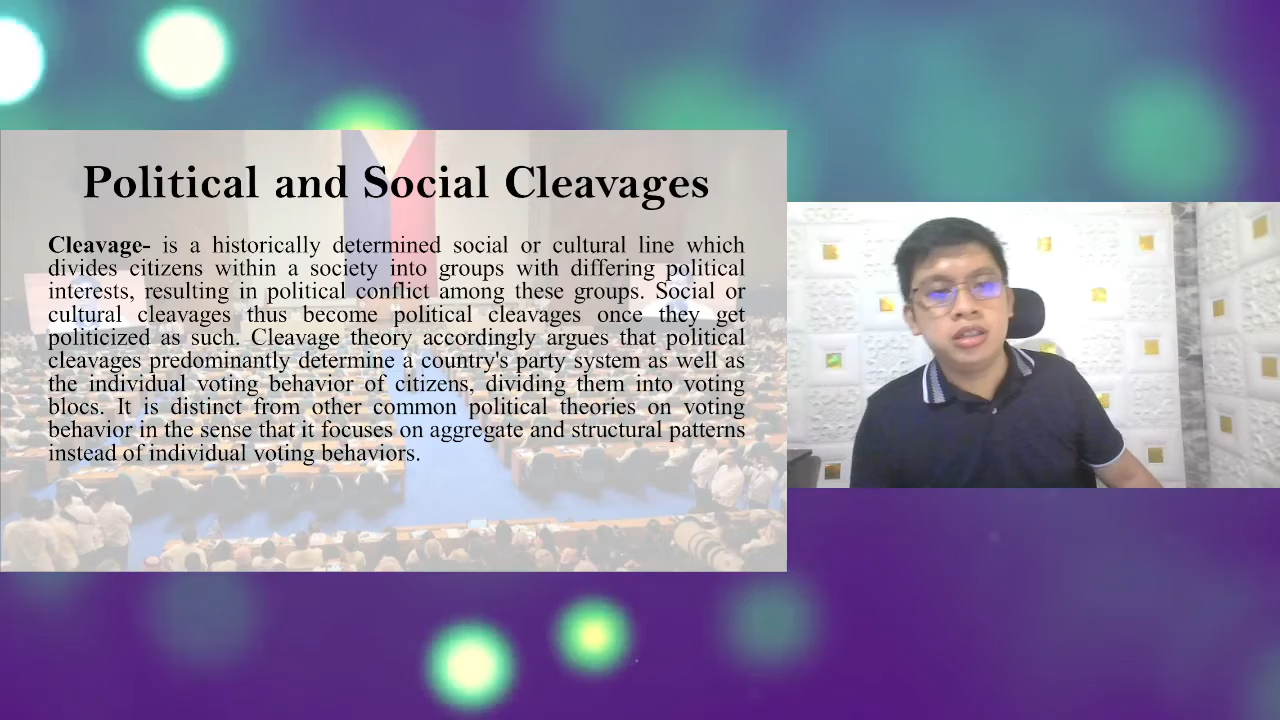 Political and Social Cleavages
Cleavage- is a historically determined social or cultural line which
divides citizens within a society into groups with differing political
interests, resulting in political conflict among these groups. Social or
cultural cleavages thus become political cleavages once they get
politicized as such. Cleavage theory accordingly argues that political
cleavages predominantly determine a country's party system as well as
the individual voting behavior of citizens, dividing them into voting
blocs. It is distinct from other common political theories on voting
behavior in the sense that it focuses on aggregate and structural patterns
instead of individual voting behaviors.